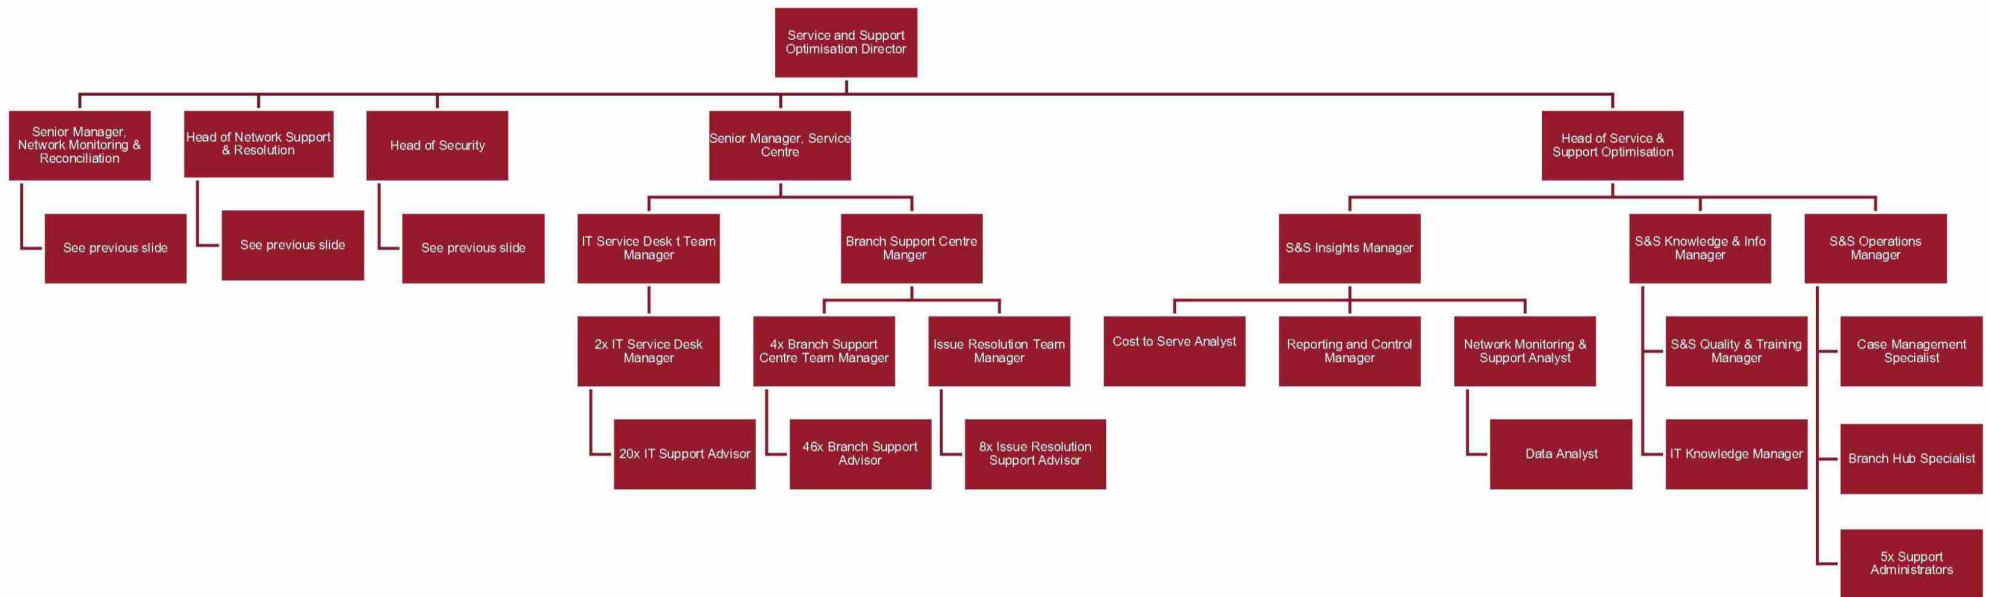 Service and Support
Optimisation Director
Senior Manager,
Network Monitoring &
Reconciliation
Head of Network Support
& Resolution
Head of Security
Senior Manager, Service
Centre
Head of Service &
Support Optimisation
See previous slide
See previous slide
See previous slide
IT Service Desk t Team
Manager
Branch Support Centre
Manger
S&S Insights Manager
S&S Knowledge & Info
Manager
S&S Operations
Manager
2x IT Service Desk
Manager
4x Branch Support
Centre Team Manager
Issue Resolution Team
Manager
Cost to Serve Analyst
Reporting and Control
Manager
Network Monitoring &
Support Analyst
S&S Quality & Training
Manager
Case Management
Specialist
20x IT Support Advisor
46x Branch Support
Advisor
8x Issue Resolution
Support Advisor
Data Analyst
IT Knowledge Manager
Branch Hub Specialist
5x Support
Administrators